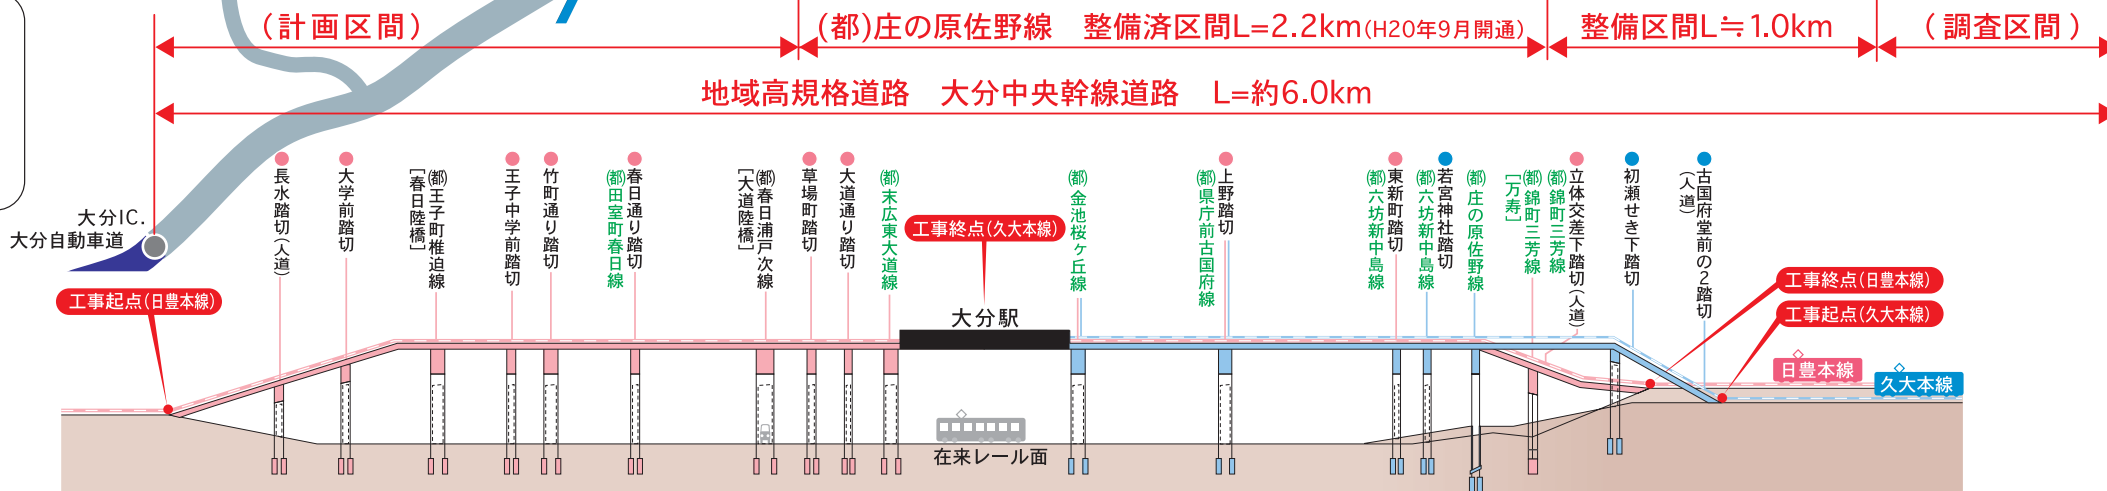 (計画区間)
(都)庄の原佐野線　整備済区間L=2.2km(H20年9月開通)
整備区間L≒1.0km
(調査区間)
地域高規格道路　大分中央幹線道路　L=約6.0km
大分IC.
大分自動車道
長水踏切(人道)
大学前踏切
(都)王子町椎迫線
[春日陸橋]
王子中学前踏切
竹町通り踏切
春日通り踏切
(都)田室町春日線
(都)春日浦戸次線
[大道陸橋]
草場町踏切
大道通り踏切
(都)末広東大道線
工事終点(久大本線)
(都)金池桜ヶ丘線
上野踏切
(都)県庁前古国府線
東新町踏切
(都)六坊新中島線
若宮神社踏切
(都)六坊新中島線
(都)庄の原佐野線
(都)錦町三芳線
[万寿]
立体交差下踏切(人道)
(都)錦町三芳線
初瀬せき下踏切
古国府堂前の2踏切
(人道)
工事起点(日豊本線)
大分駅
工事終点(日豊本線)
工事起点(久大本線)
日豊本線
久大本線
在来レール面